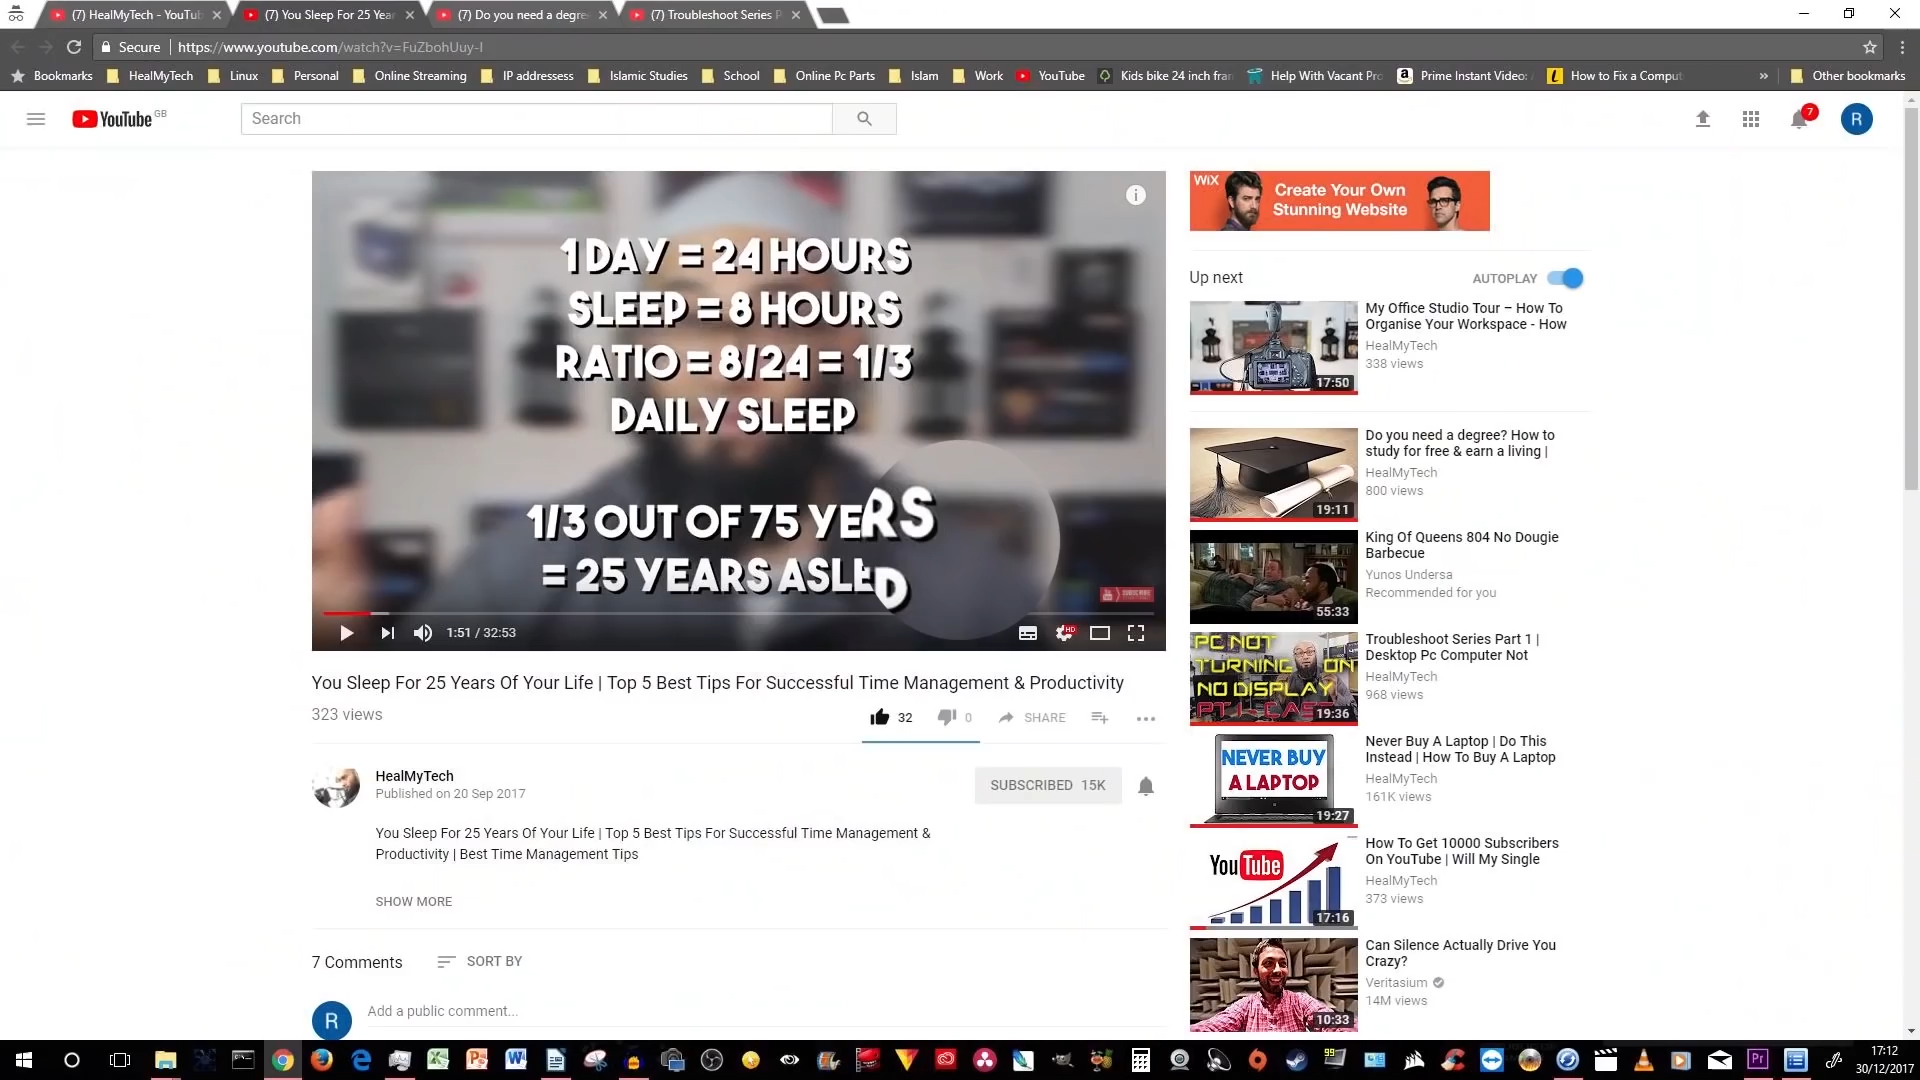 (7) HealMyTech - YouTub
(7) You Sleep For 25 Yea
(7) Do you need a degre
(7) Troubleshoot Series P
Secure
https://www.youtube.com/watch?v=FuZbohUuy-I
Bookmarks
HealMyTech
Linux
Personal
Online Streaming
IP addressess
Islamic Studies
School
Online Pc Parts
Islam
Work
YouTube
Kids bike 24 inch fran
Help With Vacant Pro
Prime Instant Video:
How to Fix a Comput
»
Other bookmarks
YouTube GB
Search
7
R
1 DAY = 24 HOURS
SLEEP = 8 HOURS
RATIO = 8/24 = 1/3
DAILY SLEEP
1/3 OUT OF 75 YERS
= 25 YEARS ASLED
SUBSCRIBE
1:51 / 32:53
HD
You Sleep For 25 Years Of Your Life | Top 5 Best Tips For Successful Time Management & Productivity
323 views
32
0
SHARE
HealMyTech
Published on 20 Sep 2017
SUBSCRIBED 15K
You Sleep For 25 Years Of Your Life | Top 5 Best Tips For Successful Time Management &
Productivity | Best Time Management Tips
SHOW MORE
7 Comments
SORT BY
R
Add a public comment...
WiX
Create Your Own
Stunning Website
Up next
AUTOPLAY
17:50
My Office Studio Tour – How To
Organise Your Workspace - How
HealMyTech
338 views
19:11
Do you need a degree? How to
study for free & earn a living |
HealMyTech
800 views
55:33
King Of Queens 804 No Dougie
Barbecue
Yunos Undersa
Recommended for you
PC NOT
TURNING ON
NO DISPLAY
PT 1 - CAST
19:36
Troubleshoot Series Part 1 |
Desktop Pc Computer Not
HealMyTech
968 views
NEVER BUY
A LAPTOP
19:27
Never Buy A Laptop | Do This
Instead | How To Buy A Laptop
HealMyTech
161K views
YouTube
17:16
How To Get 10000 Subscribers
On YouTube | Will My Single
HealMyTech
373 views
10:33
Can Silence Actually Drive You
Crazy?
Veritasium
14M views
99
Pr
17:12
30/12/2017